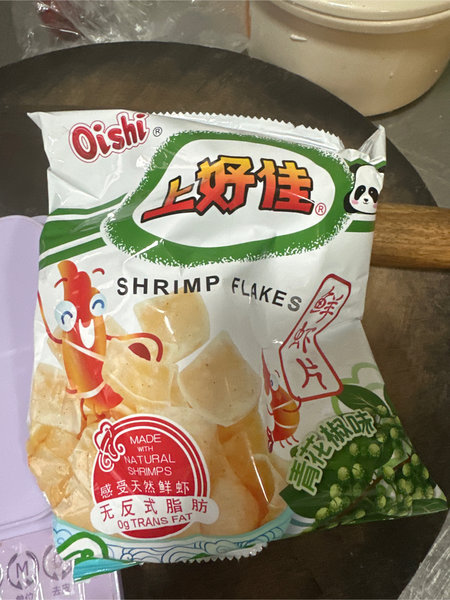 Oishi®
上好佳®
SHRIMP FLAKES
鲜虾片
青花椒味
MADE
WITH
NATURAL
SHRIMPS
感受天然鲜虾
无反式脂肪
0g TRANS FAT
M